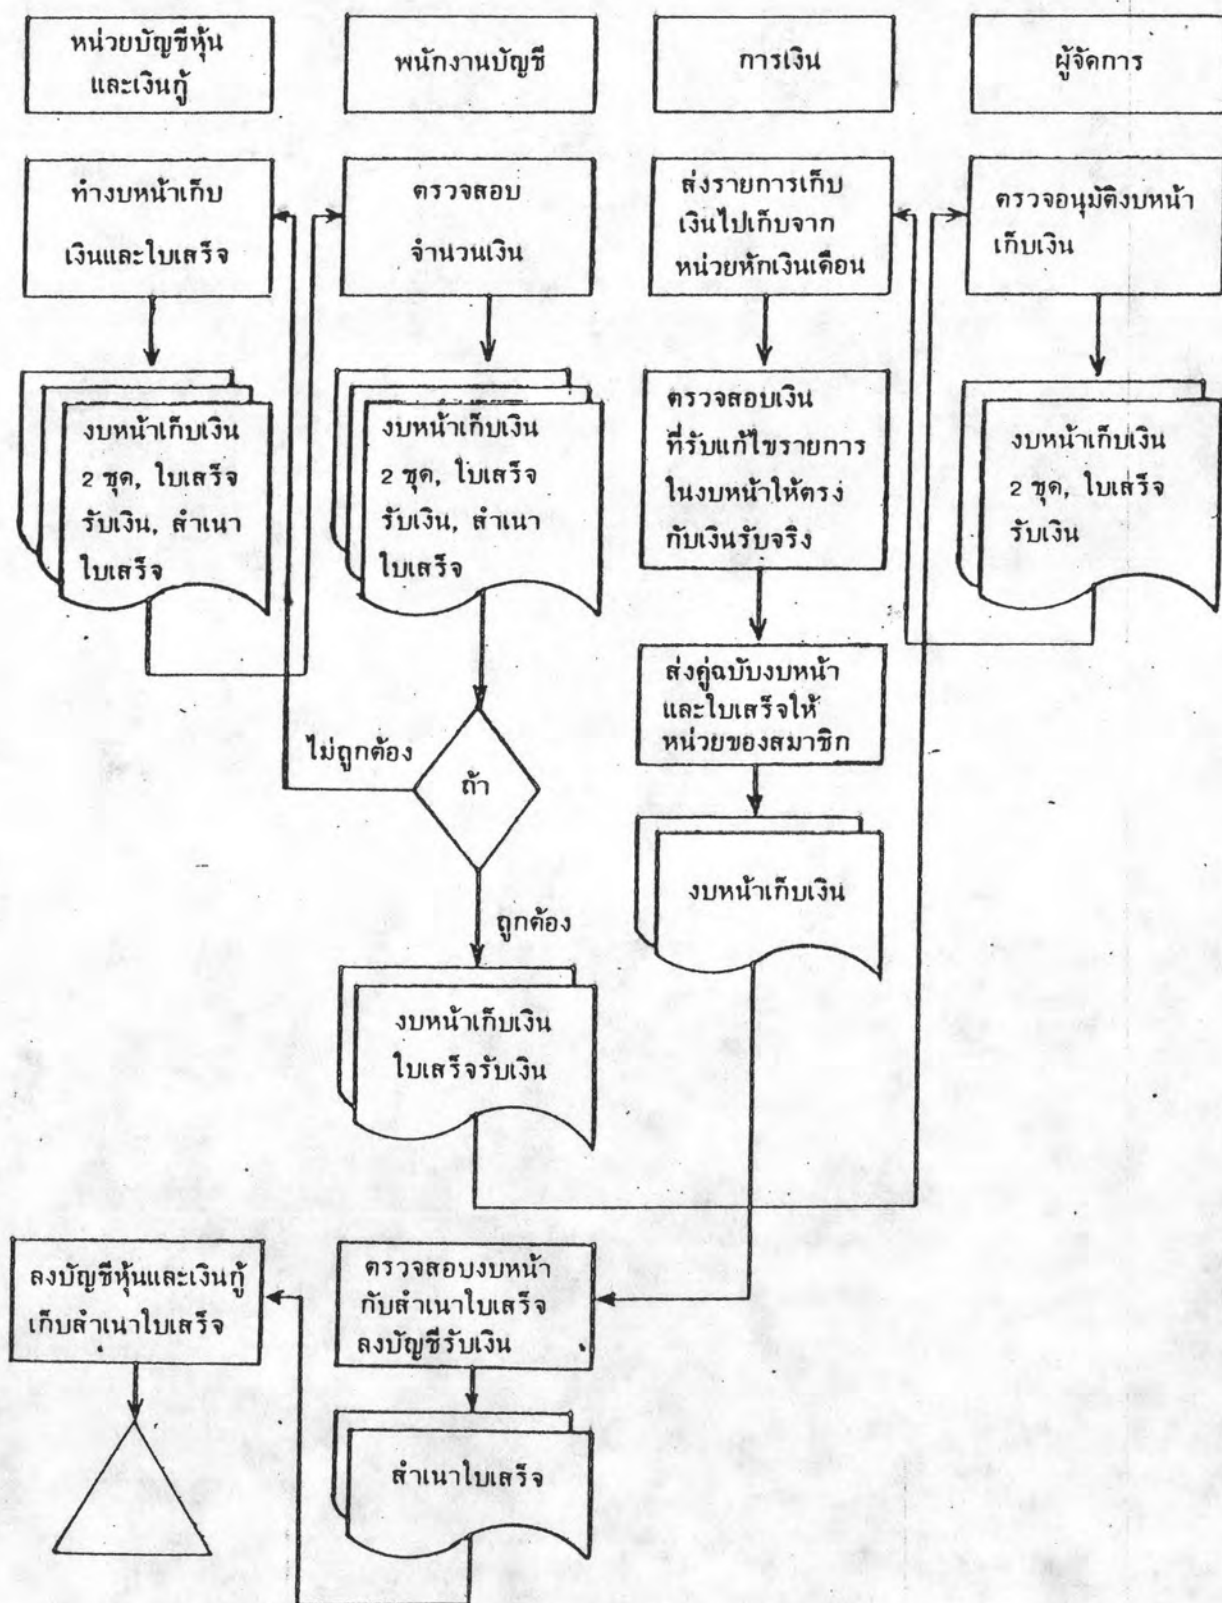 หน่วยบัญชีหุ้น
และเงินกู้
พนักงานบัญชี
การเงิน
ผู้จัดการ
ทำงบหน้าเก็บ
เงินและใบเสร็จ
ตรวจสอบ
จำนวนเงิน
ส่งรายการเก็บ
เงินไปเก็บจาก
หน่วยหักเงินเดือน
ตรวจอนุมัติงบหน้า
เก็บเงิน
งบหน้าเก็บเงิน
2 ชุด, ใบเสร็จ
รับเงิน, สำเนา
ใบเสร็จ
งบหน้าเก็บเงิน
2 ชุด, ใบเสร็จ
รับเงิน, สำเนา
ใบเสร็จ
ตรวจสอบเงิน
ที่รับแก้ไขรายการ
ในงบหน้าให้ตรง
กับเงินรับจริง
งบหน้าเก็บเงิน
2 ชุด, ใบเสร็จ
รับเงิน
ส่งคู่ฉบับงบหน้า
และใบเสร็จให้
หน่วยของสมาชิก
ไม่ถูกต้อง
ถ้า
งบหน้าเก็บเงิน
ถูกต้อง
งบหน้าเก็บเงิน
ใบเสร็จรับเงิน
ลงบัญชีหุ้นและเงินกู้
เก็บสำเนาใบเสร็จ
ตรวจสอบงบหน้า
กับสำเนาใบเสร็จ
ลงบัญชีรับเงิน
สำเนาใบเสร็จ